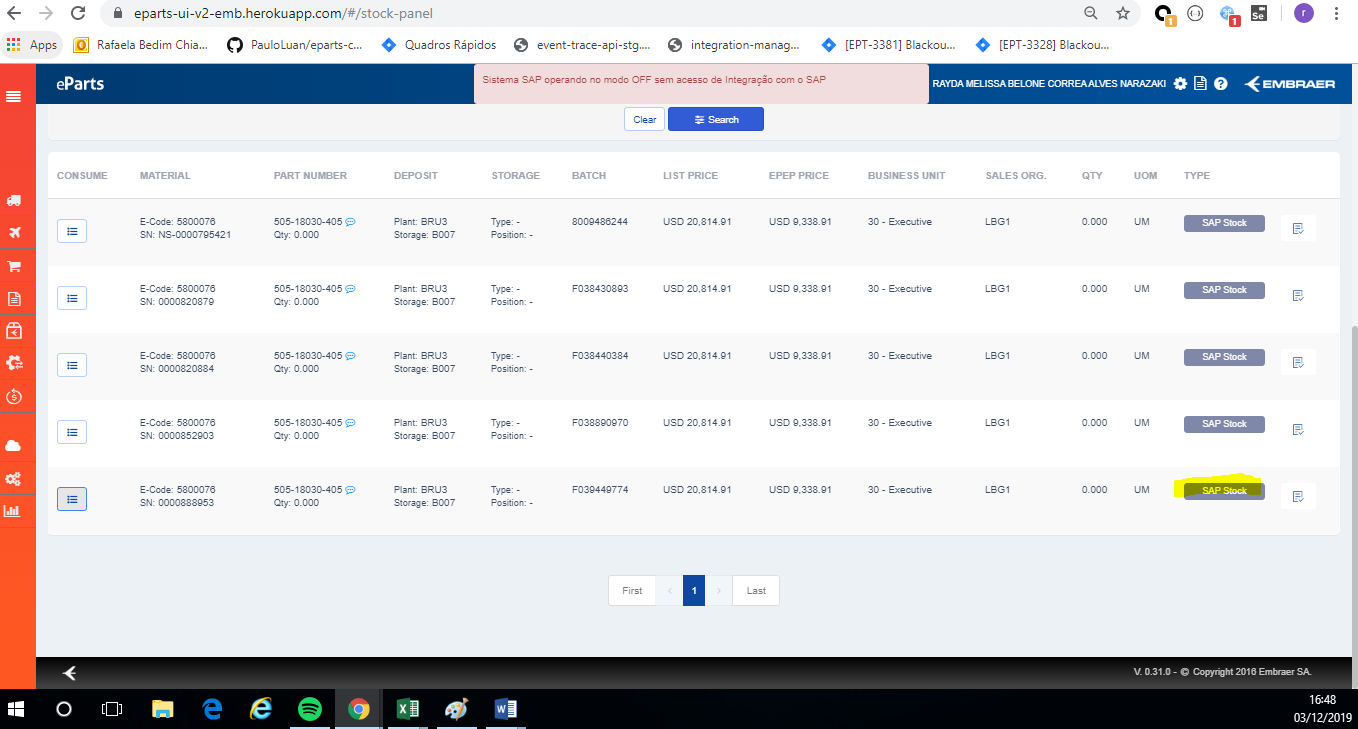 eparts-ui-v2-emb.herokuapp.com/#/stock-panel
1
1
Se
r
Apps
Rafaela Bedim Chia...
PauloLuan/eparts-c...
Quadros Rápidos
event-trace-api-stg....
integration-manag...
[EPT-3381] Blackou...
[EPT-3328] Blackou...
eParts
Sistema SAP operando no modo OFF sem acesso de Integração com o SAP
RAYDA MELISSA BELONE CORREA ALVES NARAZAKI
EMBRAER
Clear
Search
CONSUME MATERIAL PART NUMBER DEPOSIT STORAGE BATCH LIST PRICE EPEP PRICE BUSINESS UNIT SALES ORG. QTY UOM TYPE
E-Code: 5800076 505-18030-405 Plant: BRU3 Type: - 8009486244 USD 20,814.91 USD 9,338.91 30 - Executive LBG1 0.000 UM SAP Stock
SN: NS-0000795421 Qty: 0.000 Storage: B007 Position: -
E-Code: 5800076 505-18030-405 Plant: BRU3 Type: - F038430893 USD 20,814.91 USD 9,338.91 30 - Executive LBG1 0.000 UM SAP Stock
SN: 0000820879 Qty: 0.000 Storage: B007 Position: -
E-Code: 5800076 505-18030-405 Plant: BRU3 Type: - F038440384 USD 20,814.91 USD 9,338.91 30 - Executive LBG1 0.000 UM SAP Stock
SN: 0000820884 Qty: 0.000 Storage: B007 Position: -
E-Code: 5800076 505-18030-405 Plant: BRU3 Type: - F038890970 USD 20,814.91 USD 9,338.91 30 - Executive LBG1 0.000 UM SAP Stock
SN: 0000852903 Qty: 0.000 Storage: B007 Position: -
E-Code: 5800076 505-18030-405 Plant: BRU3 Type: - F039449774 USD 20,814.91 USD 9,338.91 30 - Executive LBG1 0.000 UM SAP Stock
SN: 0000888953 Qty: 0.000 Storage: B007 Position: -
First ‹ 1 › Last
V. 0.31.0 - © Copyright 2016 Embraer SA.
16:48
03/12/2019